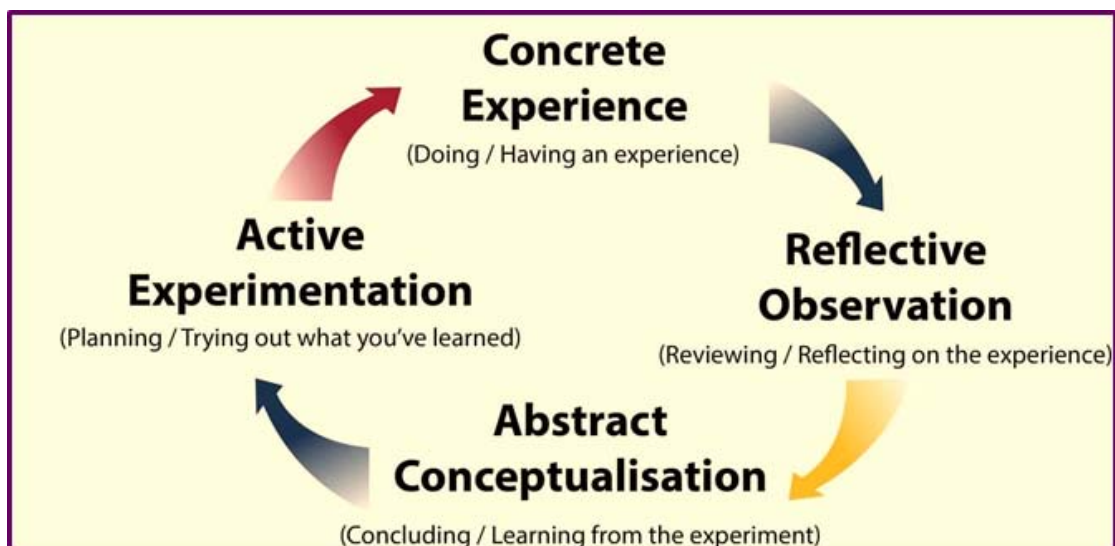 Concrete
Experience
(Doing / Having an experience)
Reflective
Observation
(Reviewing / Reflecting on the experience)
Abstract
Conceptualisation
(Concluding / Learning from the experiment)
Active
Experimentation
(Planning / Trying out what you've learned)